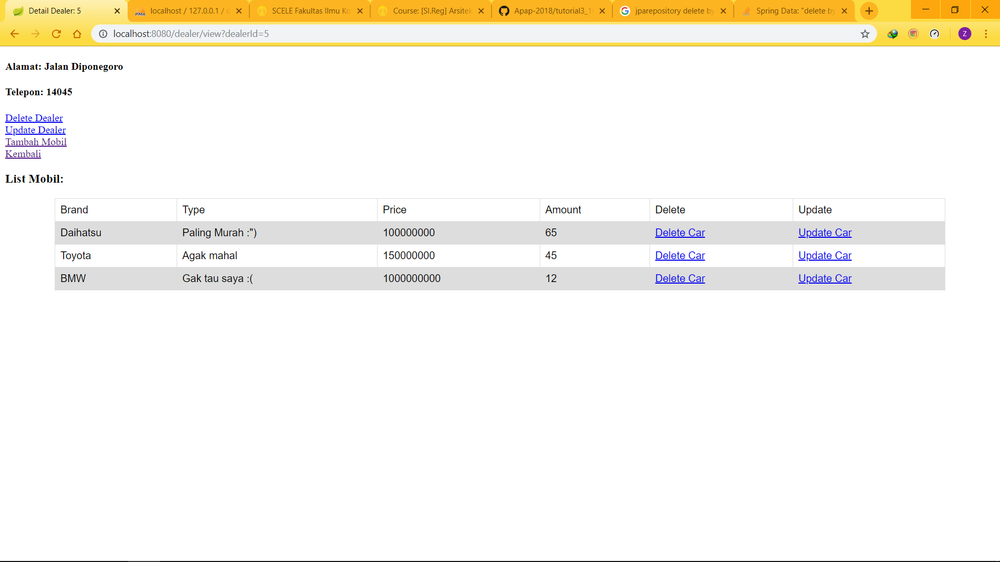 Detail Dealer: 5
localhost / 127.0.0.1 / d
SCELE Fakultas Ilmu Ko
Course: [SI.Reg] Arsitek
Apap-2018/tutorial3_1
jparepository delete by
Spring Data: "delete by
localhost:8080/dealer/view?dealerId=5
Z
Alamat: Jalan Diponegoro
Telepon: 14045
Delete Dealer
Update Dealer
Tambah Mobil
Kembali
List Mobil:
Brand Type Price Amount Delete Update
Daihatsu Paling Murah :") 100000000 65 Delete Car Update Car
Toyota Agak mahal 150000000 45 Delete Car Update Car
BMW Gak tau saya :( 1000000000 12 Delete Car Update Car